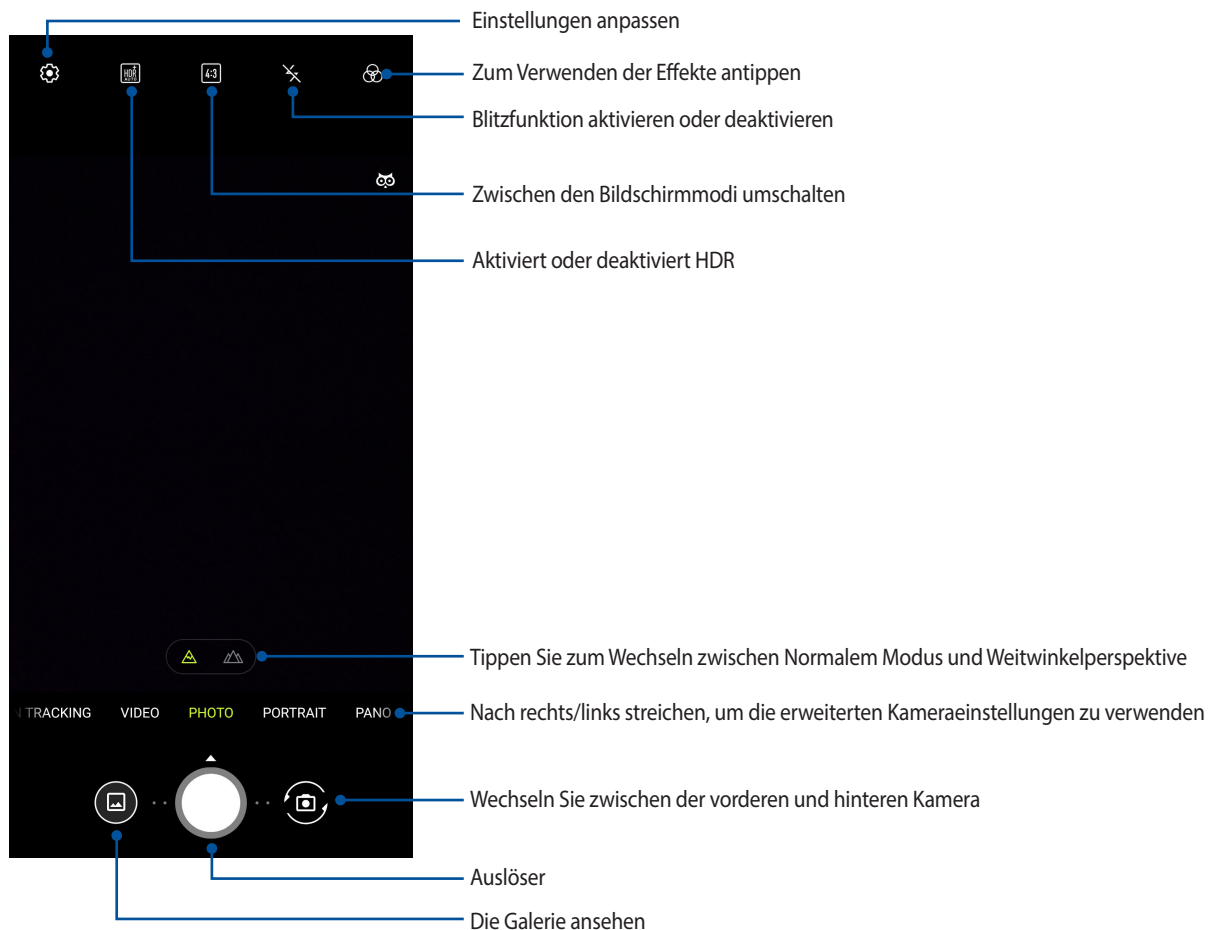 Einstellungen anpassen
HDR
AUTO
4:3
Zum Verwenden der Effekte antippen
Blitzfunktion aktivieren oder deaktivieren
Zwischen den Bildschirmmodi umschalten
Aktiviert oder deaktiviert HDR
Tippen Sie zum Wechseln zwischen Normalem Modus und Weitwinkelperspektive
N TRACKING VIDEO PHOTO PORTRAIT PANO
Nach rechts/links streichen, um die erweiterten Kameraeinstellungen zu verwenden
Wechseln Sie zwischen der vorderen und hinteren Kamera
Auslöser
Die Galerie ansehen